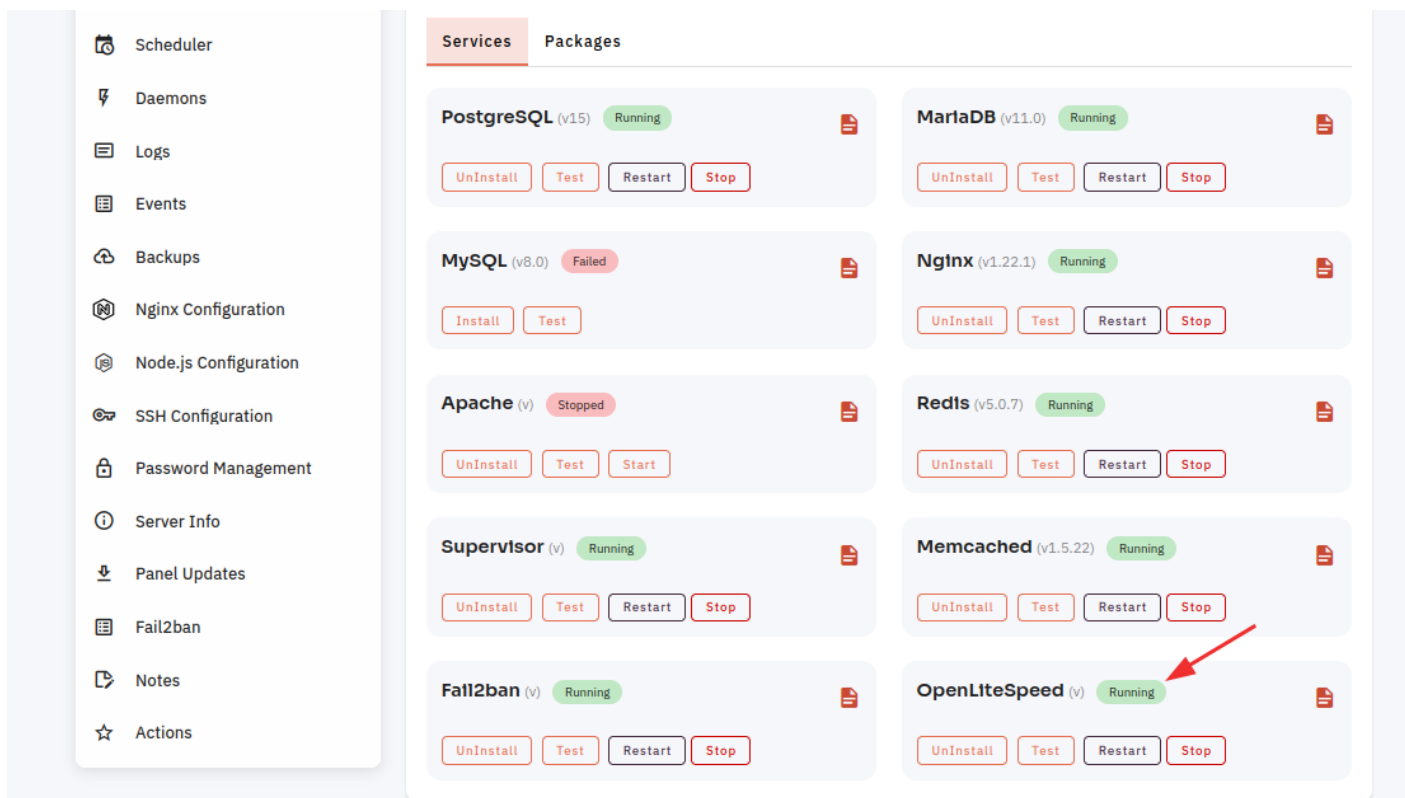 Scheduler
Daemons
Logs
Events
Backups
Nginx Configuration
Node.js Configuration
SSH Configuration
Password Management
Server Info
Panel Updates
Fail2ban
Notes
Actions
Services Packages
PostgreSQL (v15) Running
UnInstall Test Restart Stop
MariaDB (v11.0) Running
UnInstall Test Restart Stop
MySQL (v8.0) Failed
Install Test
Nginx (v1.22.1) Running
UnInstall Test Restart Stop
Apache (v) Stopped
UnInstall Test Start
Redis (v5.0.7) Running
UnInstall Test Restart Stop
Supervisor (v) Running
UnInstall Test Restart Stop
Memcached (v1.5.22) Running
UnInstall Test Restart Stop
Fail2ban (v) Running
UnInstall Test Restart Stop
OpenLiteSpeed (v) Running
UnInstall Test Restart Stop